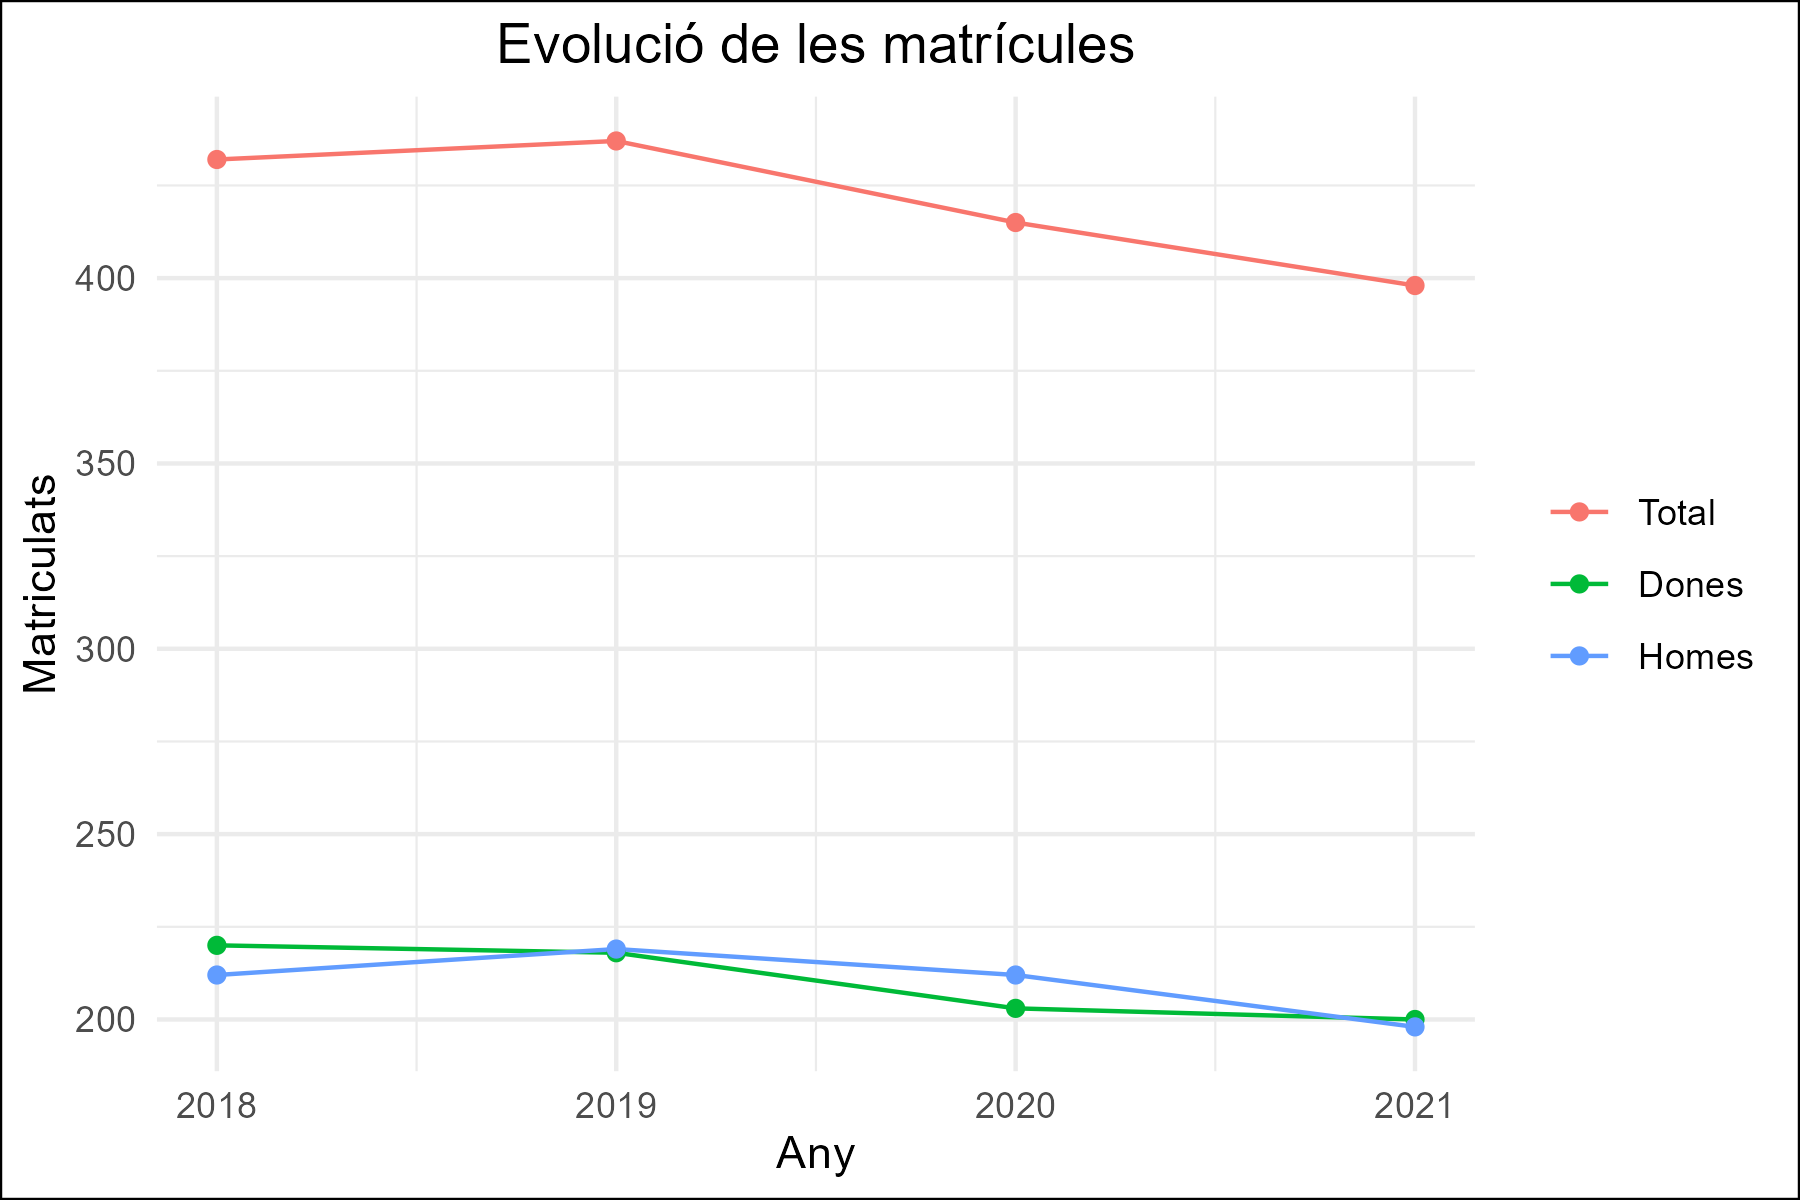 Evolució de les matrícules
Matriculats
400
350
300
250
200
2018 2019 2020 2021
Any
Total
Dones
Homes